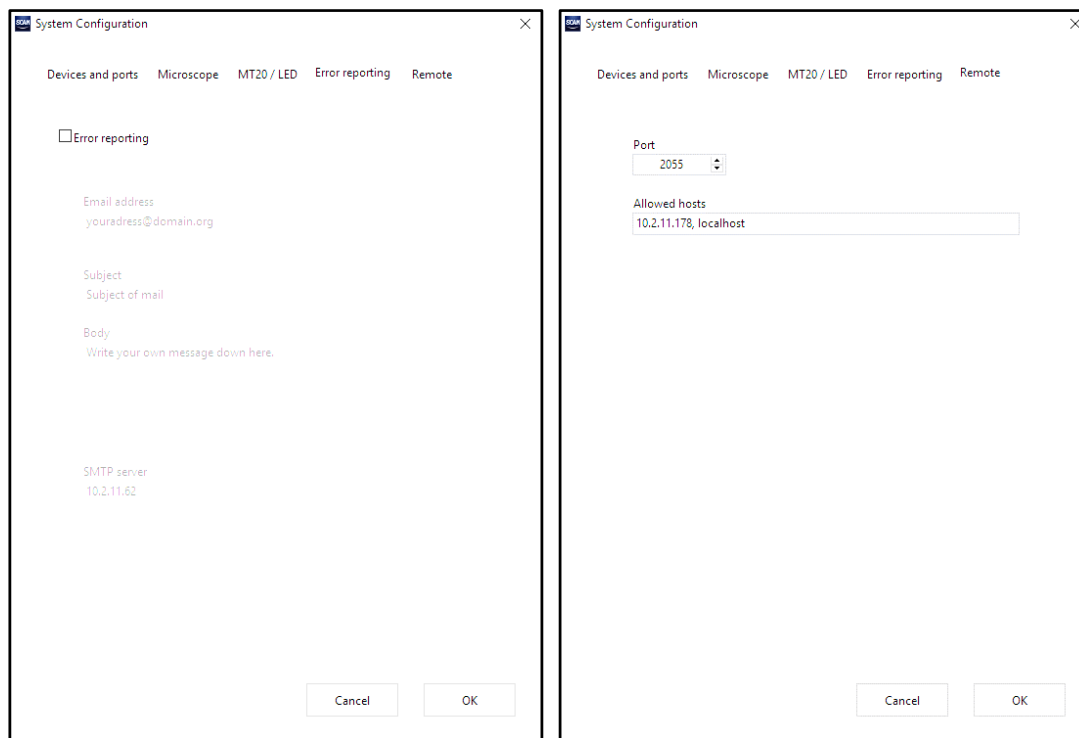 SCAN System Configuration
Devices and ports Microscope MT20 / LED Error reporting Remote
Error reporting
Email address
youradress@domain.org
Subject
Subject of mail
Body
Write your own message down here.
SMTP server
10.2.11.62
Cancel OK
SCAN System Configuration
Devices and ports Microscope MT20 / LED Error reporting Remote
Port
2055
Allowed hosts
10.2.11.178, localhost
Cancel OK